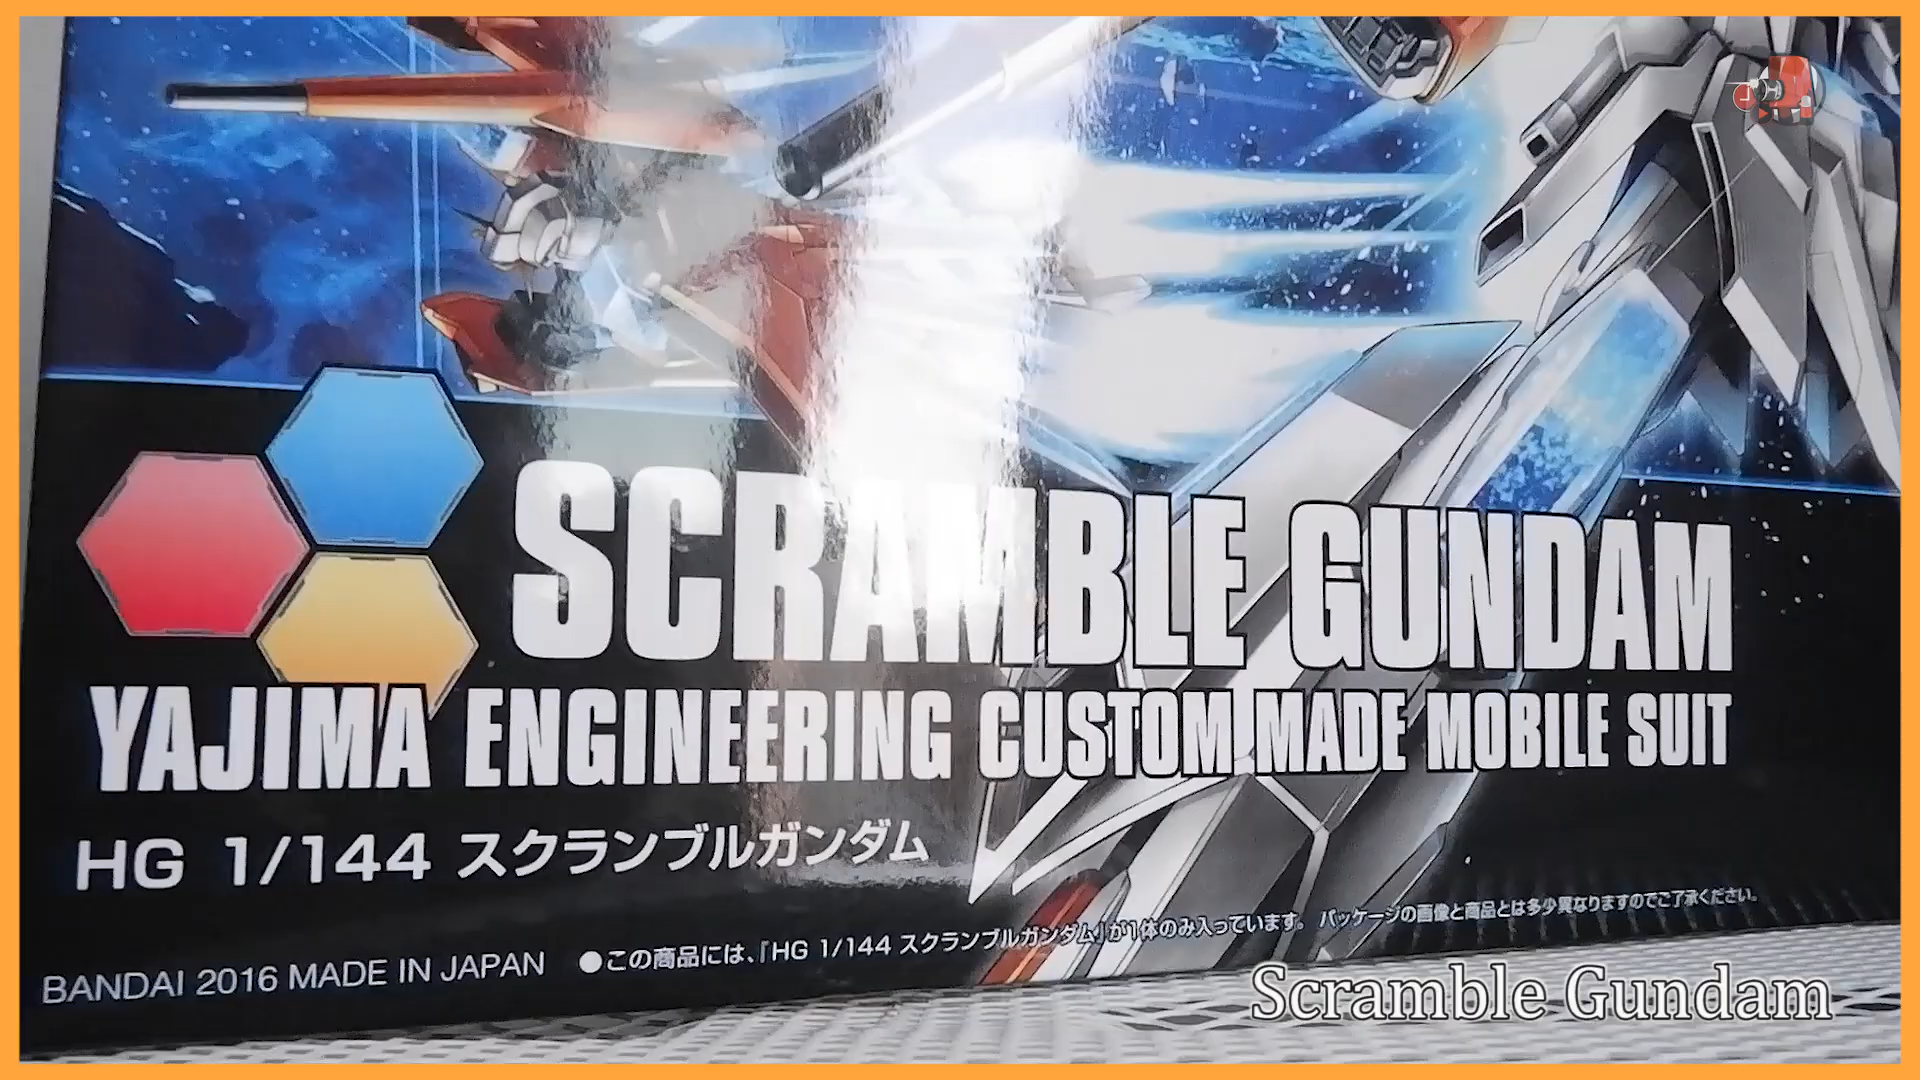 SCRAMBLE GUNDAM
YAJIMA ENGINEERING CUSTOM MADE MOBILE SUIT
HG 1/144 スクランブルガンダム
BANDAI 2016 MADE IN JAPAN
●この商品には、「HG 1/144 スクランブルガンダム」が1体のみ入っています。 パッケージの画像と商品とは多少異なりますのでご了承ください。
Scramble Gundam